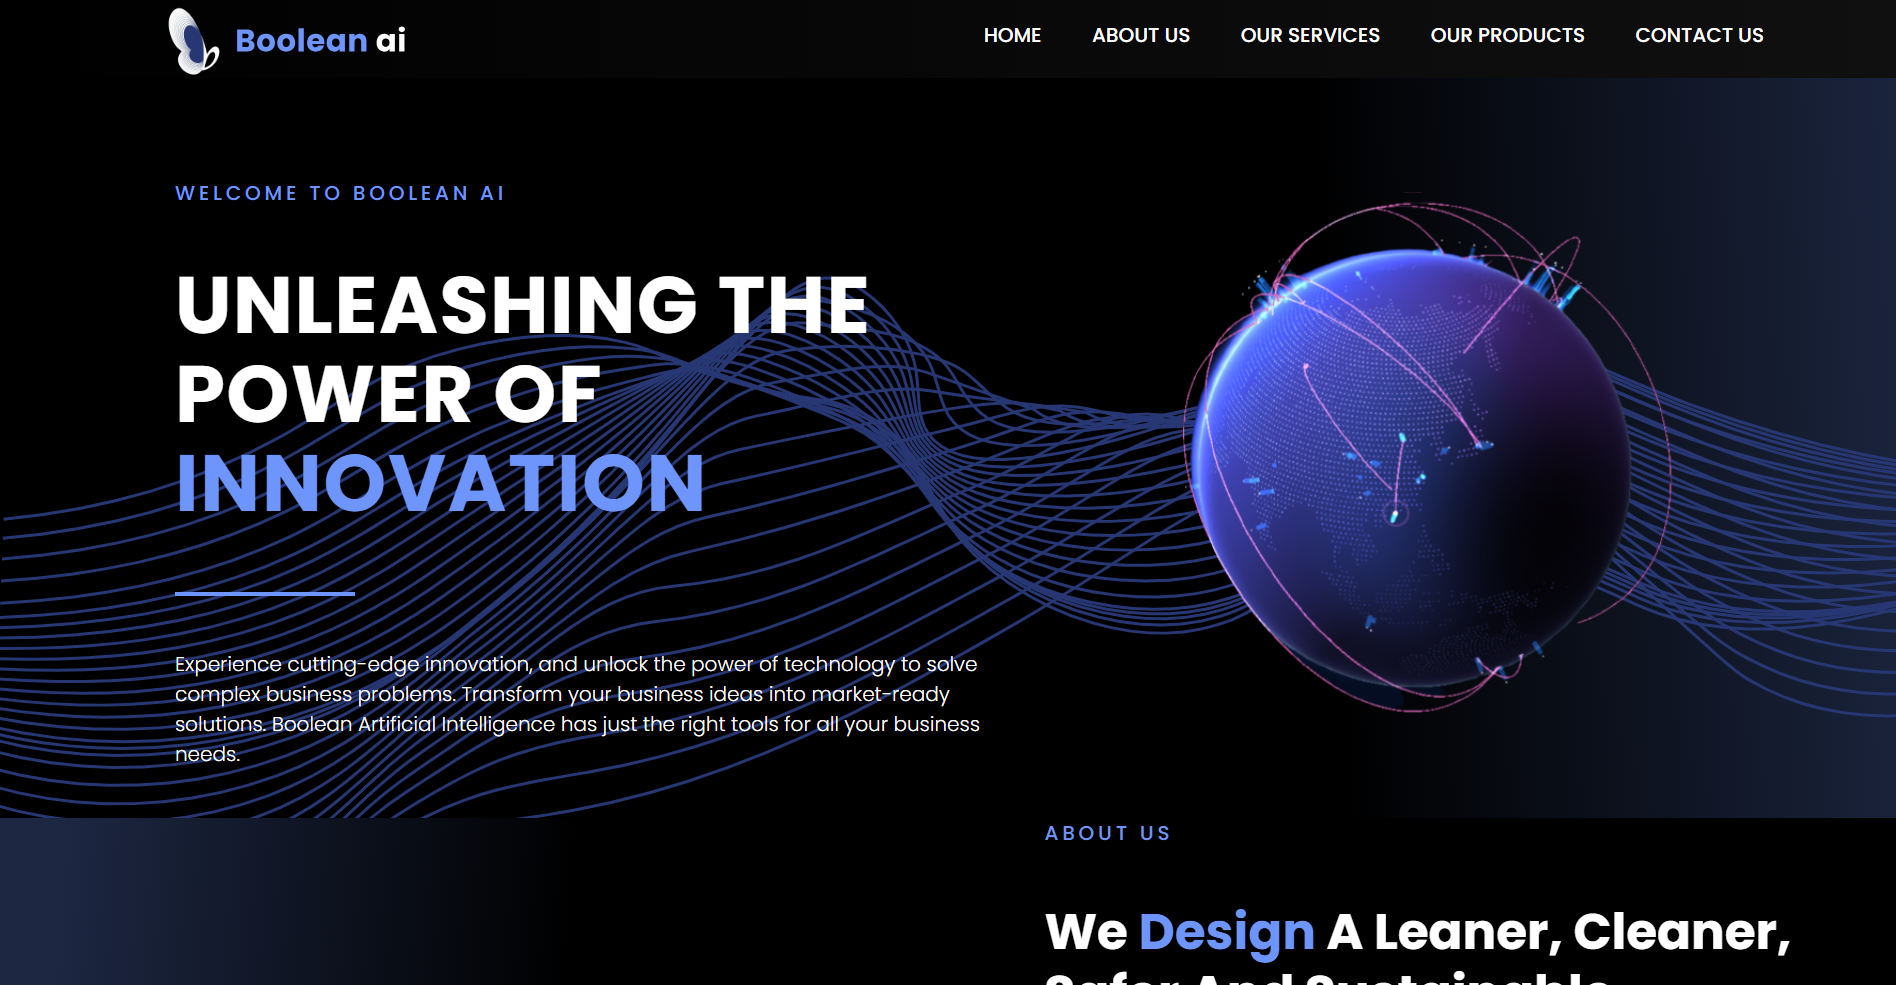 Boolean ai
HOME ABOUT US OUR SERVICES OUR PRODUCTS CONTACT US
WELCOME TO BOOLEAN AI
UNLEASHING THE
POWER OF
INNOVATION
Experience cutting-edge innovation, and unlock the power of technology to solve
complex business problems. Transform your business ideas into market-ready
solutions. Boolean Artificial Intelligence has just the right tools for all your business
needs.
ABOUT US
We Design A Leaner, Cleaner,
Safer And Sustainable